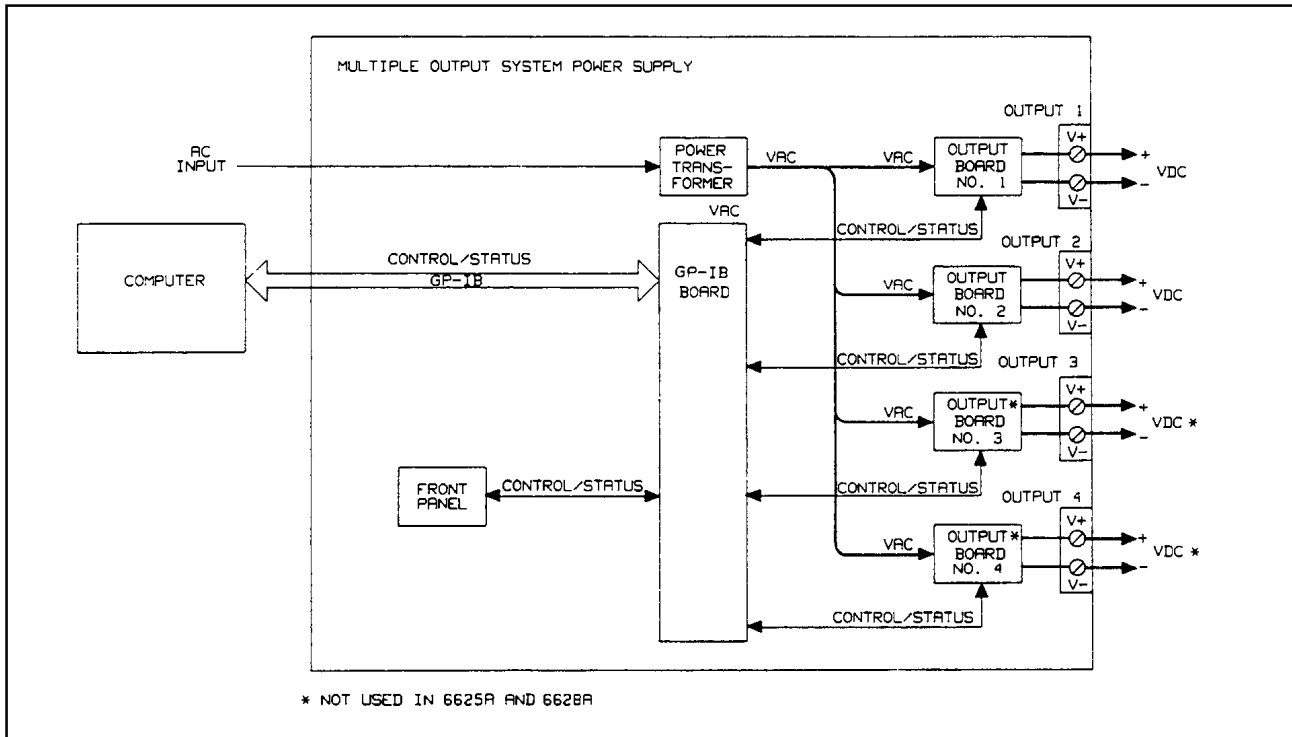 MULTIPLE OUTPUT SYSTEM POWER SUPPLY
OUTPUT 1
AC
INPUT
POWER
TRANS-
FORMER
VAC
VAC
OUTPUT
BOARD
NO. 1
V+
V-
+
-
VDC
VAC
CONTROL/STATUS
OUTPUT 2
COMPUTER
CONTROL/STATUS
GP-IB
GP-IB
BOARD
VAC
OUTPUT
BOARD
NO. 2
V+
V-
+
-
VDC
CONTROL/STATUS
OUTPUT 3
VAC
OUTPUT*
BOARD
NO. 3
V+
V-
+
-
VDC *
FRONT
PANEL
CONTROL/STATUS
CONTROL/STATUS
OUTPUT 4
VAC
OUTPUT*
BOARD
NO. 4
V+
V-
+
-
VDC *
CONTROL/STATUS
* NOT USED IN 6625A AND 6628A